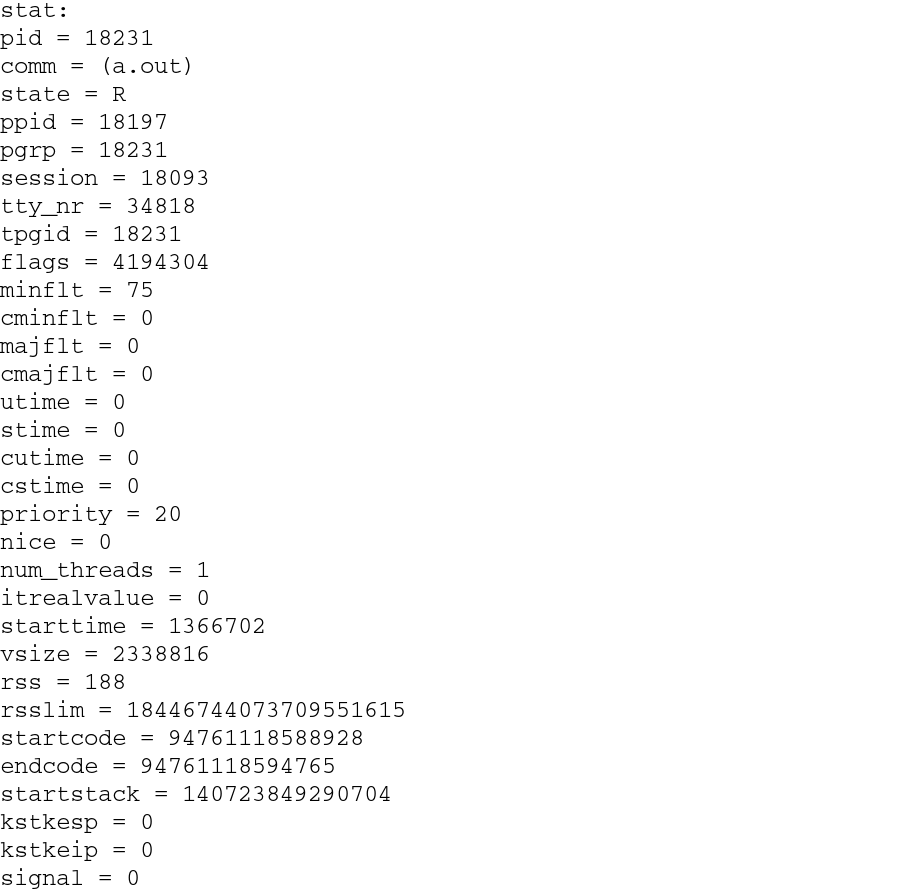 stat:
pid = 18231
comm = (a.out)
state = R
ppid = 18197
pgrp = 18231
session = 18093
tty_nr = 34818
tpgid = 18231
flags = 4194304
minflt = 75
cminflt = 0
majflt = 0
cmajflt = 0
utime = 0
stime = 0
cutime = 0
cstime = 0
priority = 20
nice = 0
num_threads = 1
itrealvalue = 0
starttime = 1366702
vsize = 2338816
rss = 188
rsslim = 18446744073709551615
startcode = 94761118588928
endcode = 94761118594765
startstack = 140723849290704
kstkesp = 0
kstkeip = 0
signal = 0